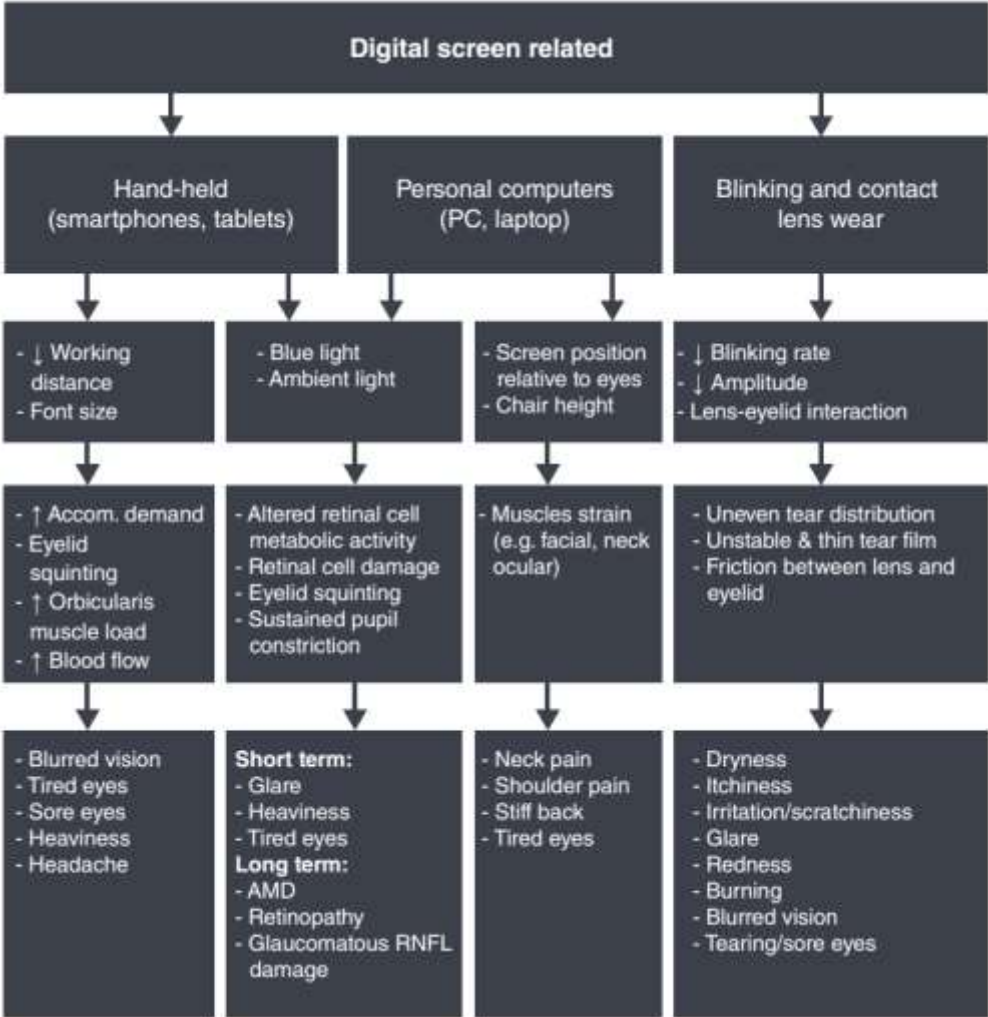 Digital screen related
Hand-held
(smartphones, tablets)
Personal computers
(PC, laptop)
Blinking and contact
lens wear
- ↓ Working
distance
- Font size
- Blue light
- Ambient light
- Screen position
relative to eyes
- Chair height
- ↓ Blinking rate
- ↓ Amplitude
- Lens-eyelid interaction
- ↑ Accom. demand
- Eyelid
squinting
- ↑ Orbicularis
muscle load
- ↑ Blood flow
- Altered retinal cell
metabolic activity
- Retinal cell damage
- Eyelid squinting
- Sustained pupil
constriction
- Muscles strain
(e.g. facial, neck
ocular)
- Uneven tear distribution
- Unstable & thin tear film
- Friction between lens and
eyelid
- Blurred vision
- Tired eyes
- Sore eyes
- Heaviness
- Headache
Short term:
- Glare
- Heaviness
- Tired eyes
Long term:
- AMD
- Retinopathy
- Glaucomatous RNFL
damage
- Neck pain
- Shoulder pain
- Stiff back
- Tired eyes
- Dryness
- Itchiness
- Irritation/scratchiness
- Glare
- Redness
- Burning
- Blurred vision
- Tearing/sore eyes